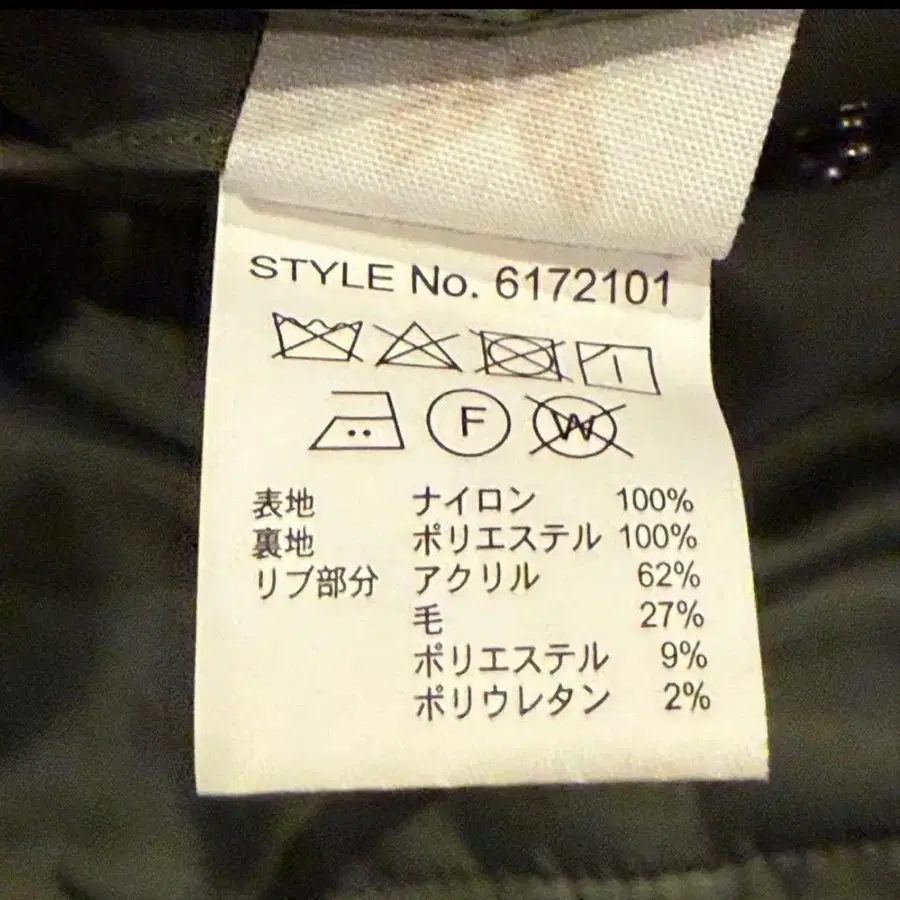 STYLE No. 6172101
F W
表地 ナイロン 100%
裏地 ポリエステル 100%
リブ部分 アクリル 62%
毛 27%
ポリエステル 9%
ポリウレタン 2%